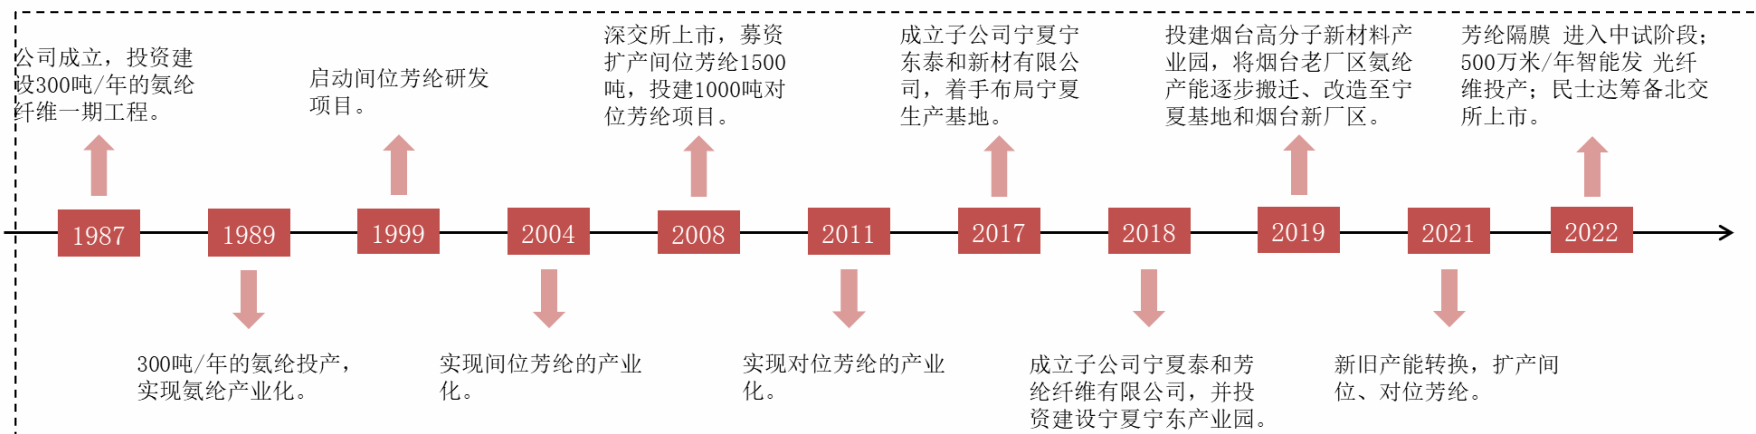 公司成立，投资建
设300吨/年的氨纶
纤维一期工程。
启动间位芳纶研发
项目。
深交所上市，募资
扩产间位芳纶1500
吨，投建1000吨对
位芳纶项目。
成立子公司宁夏宁
东泰和新材有限公
司，着手布局宁夏
生产基地。
投建烟台高分子新材料产
业园，将烟台老厂区氨纶
产能逐步搬迁、改造至宁
夏基地和烟台新厂区。
芳纶隔膜 进入中试阶段；
500万米/年智能发 光纤
维投产；民士达筹备北交
所上市。
1987
1989
1999
2004
2008
2011
2017
2018
2019
2021
2022
300吨/年的氨纶投产，
实现氨纶产业化。
实现间位芳纶的产业
化。
实现对位芳纶的产业
化。
成立子公司宁夏泰和芳
纶纤维有限公司，并投
资建设宁夏宁东产业园。
新旧产能转换，扩产间
位、对位芳纶。